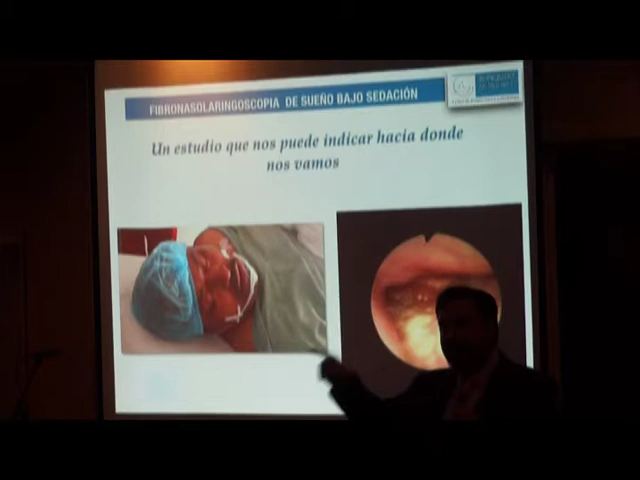 FIBRONASOLARINGOSCOPIA DE SUEÑO BAJO SEDACIÓN
Un estudio que nos puede indicar hacia donde
nos vamos